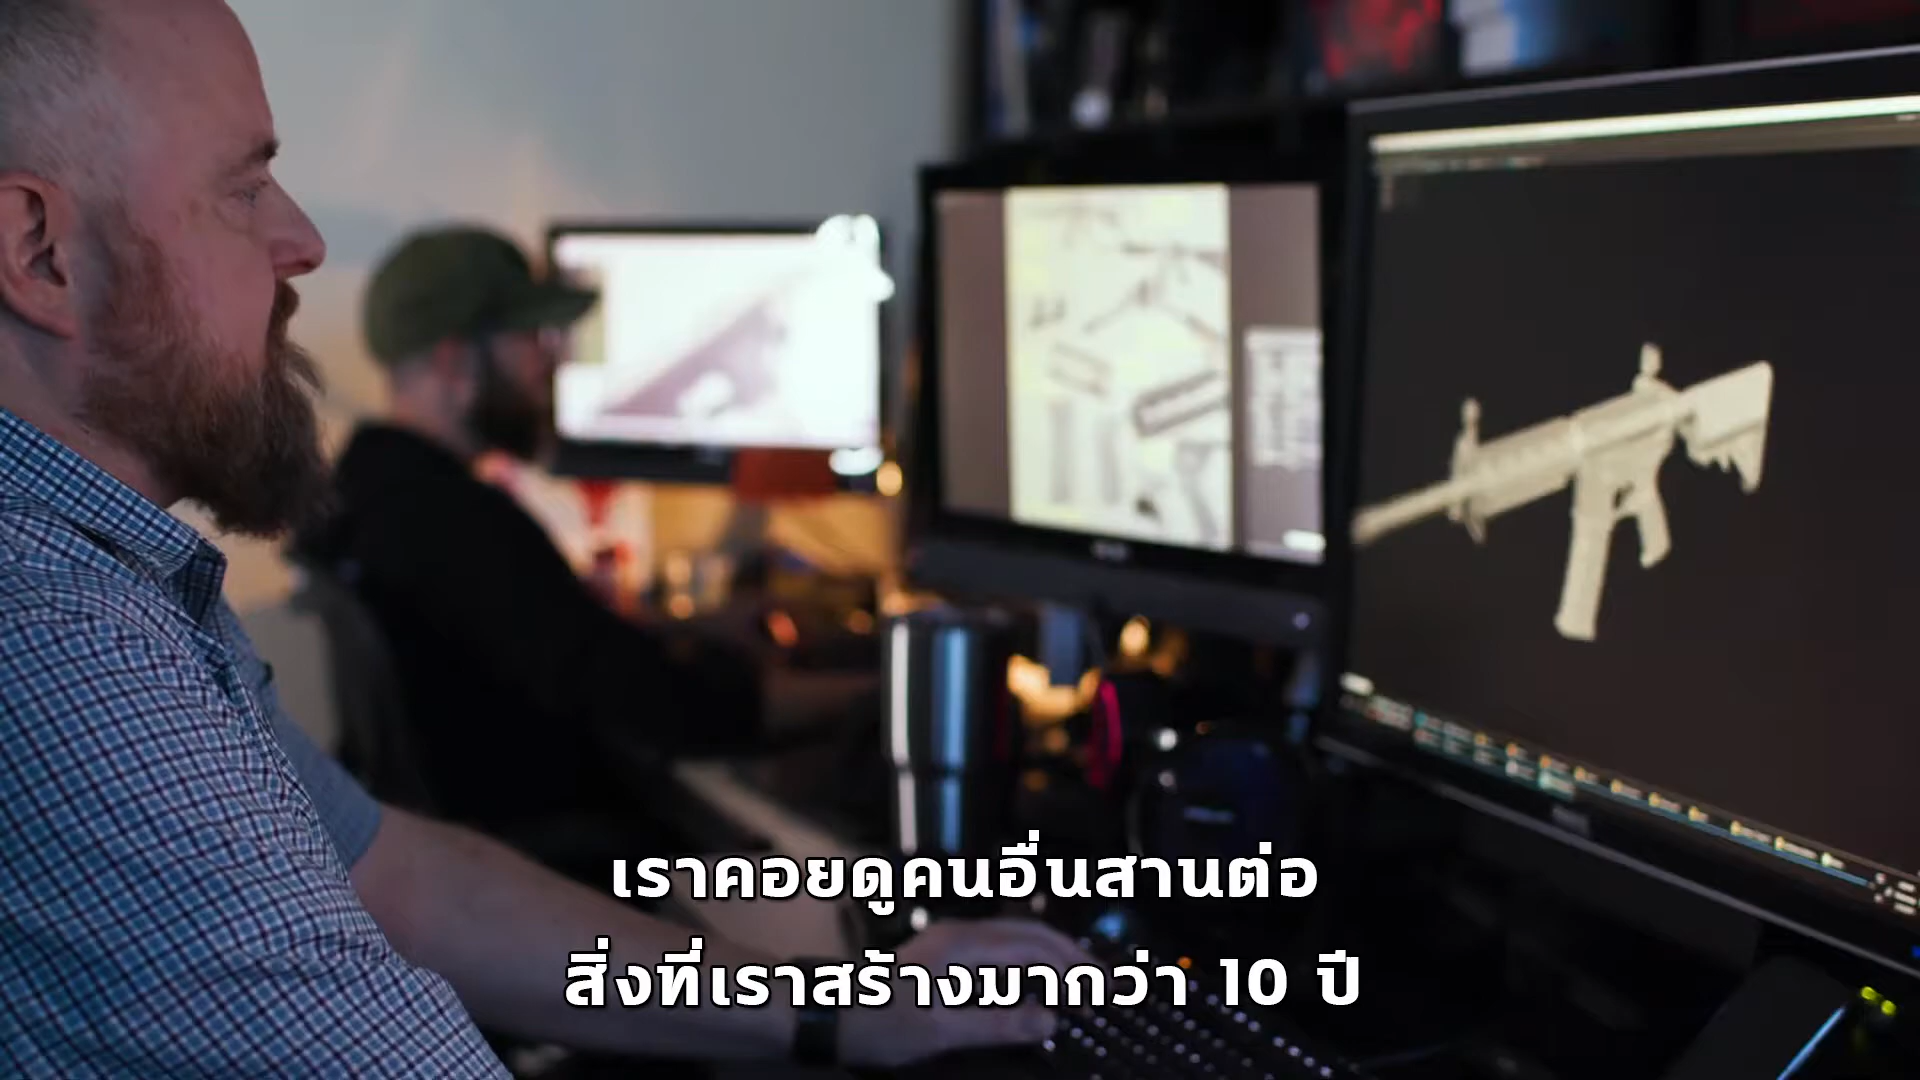 เราคอยดูคนอื่นสานต่อ
สิ่งที่เราสร้างมากว่า 10 ปี